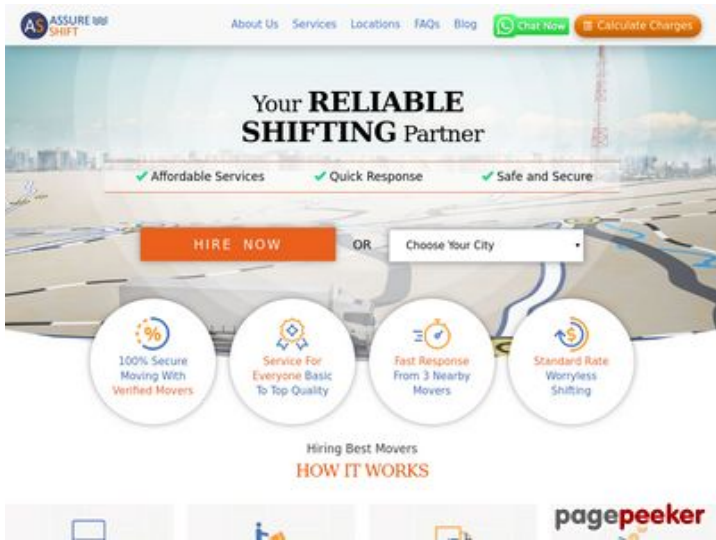 AS ASSURE
SHIFT
About Us Services Locations FAQs Blog Chat Now Calculate Charges
Your RELIABLE
SHIFTING Partner
Affordable Services Quick Response Safe and Secure
HIRE NOW OR Choose Your City
100% Secure
Moving With
Verified Movers
Service For
Everyone Basic
To Top Quality
Fast Response
From 3 Nearby
Movers
Standard Rate
Worryless
Shifting
Hiring Best Movers
HOW IT WORKS
pagepeeker